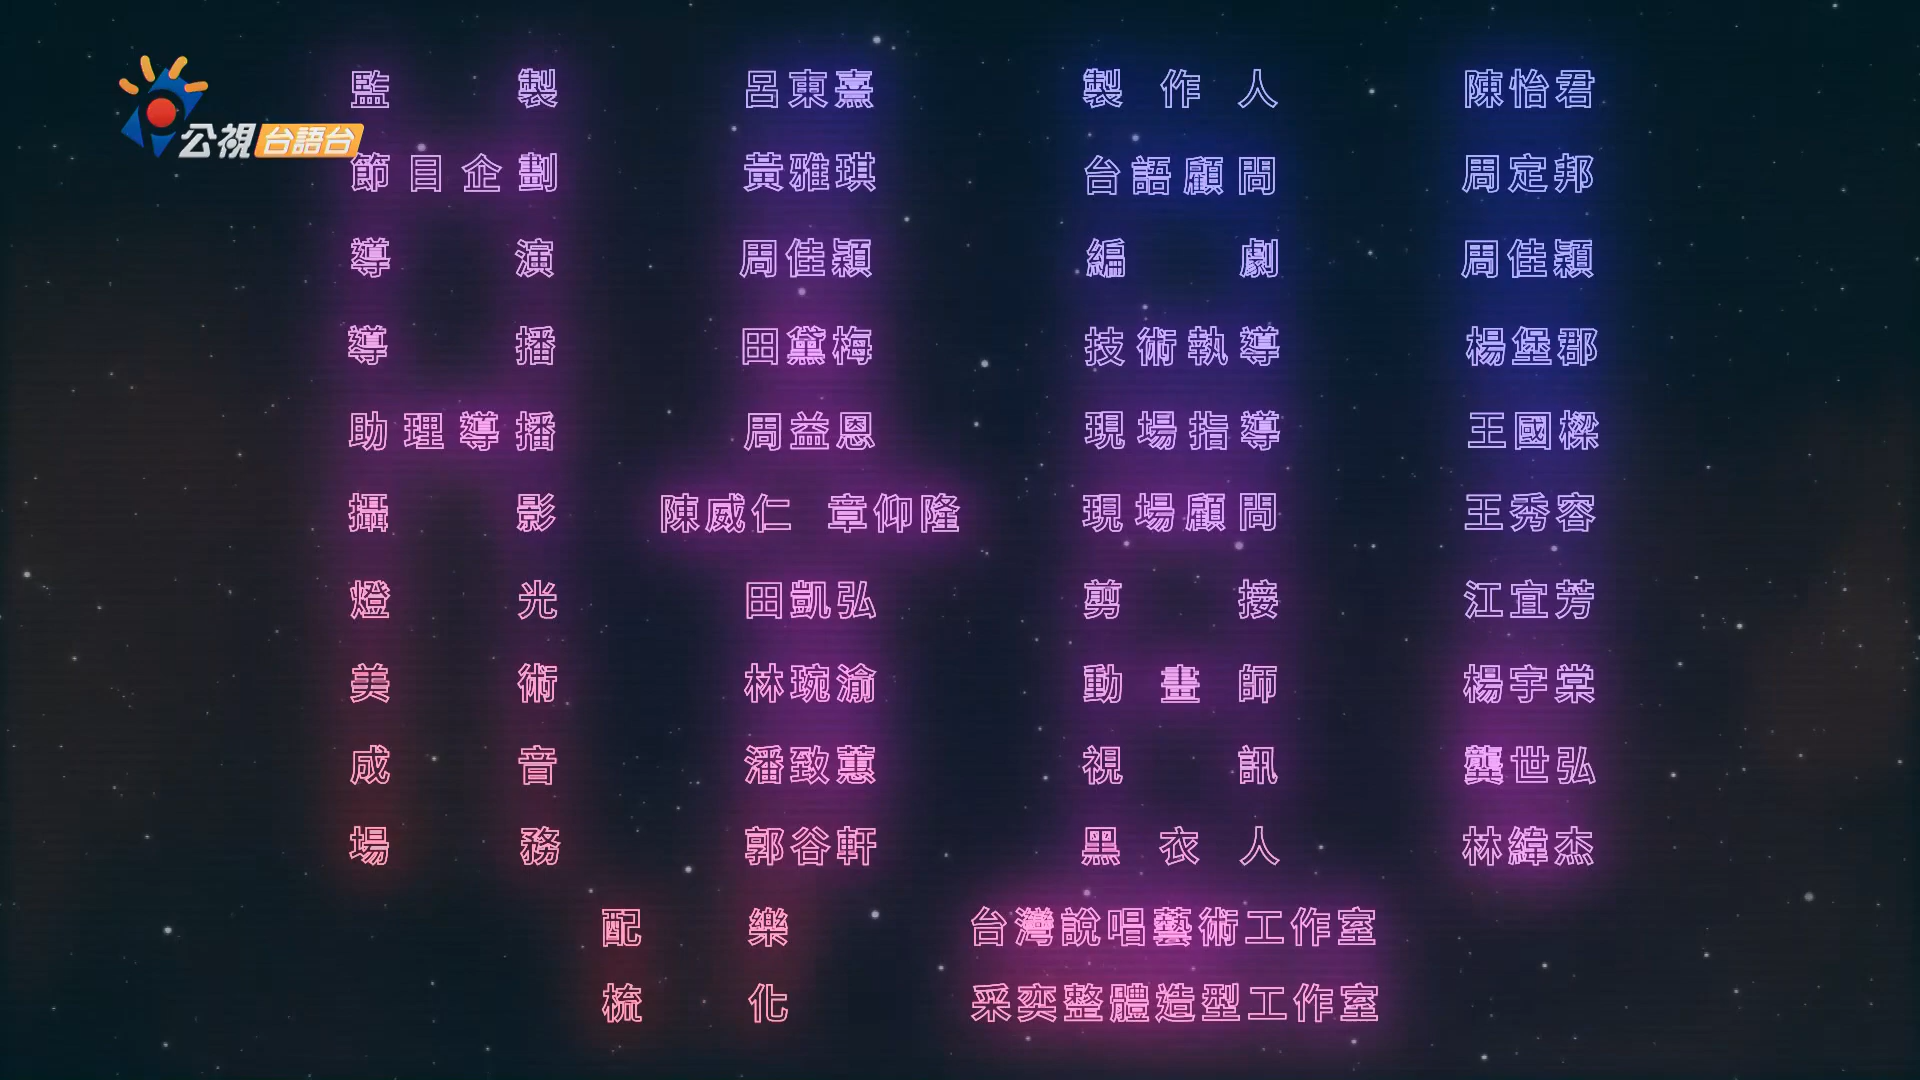 公視台語台
監製 呂東熹 製作人 陳怡君
節目企劃 黃雅琪 台語顧問 周定邦
導演 周佳穎 編劇 周佳穎
導播 田黛梅 技術執導 楊堡郡
助理導播 周益恩 現場指導 王國樑
攝影 陳威仁 章仰隆 現場顧問 王秀容
燈光 田凱弘 剪接 江宜芳
美術 林琬渝 動畫師 楊宇棠
成音 潘致蕙 視訊 龔世弘
場務 郭谷軒 黑衣人 林緯杰
配樂 台灣說唱藝術工作室
梳化 采奕整體造型工作室